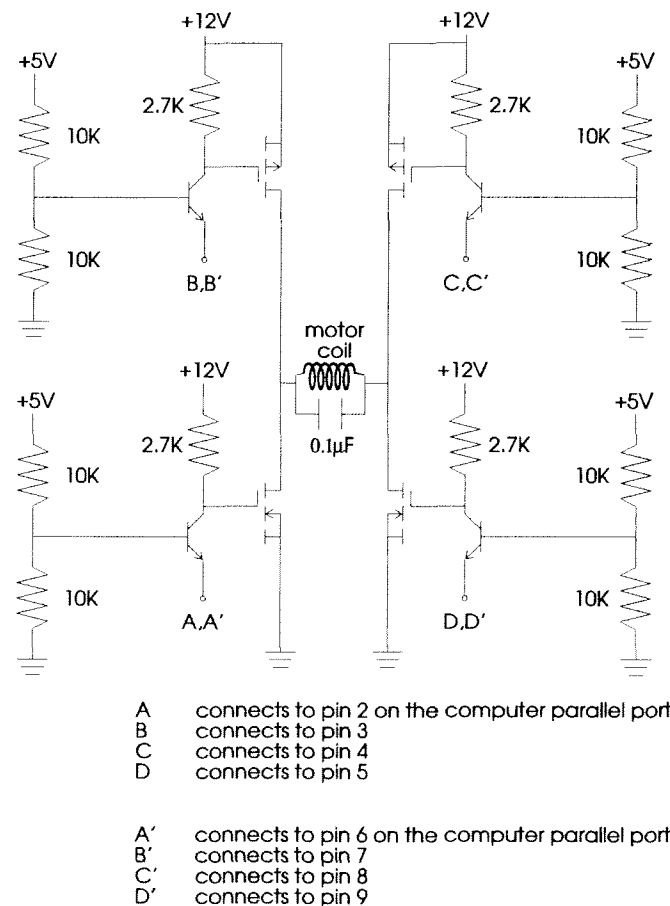 +12V +12V
+5V +5V
2.7K 2.7K
10K 10K
10K 10K
B,B′ C,C′
motor
coil
+12V +12V
+5V +5V
0.1µF
2.7K 2.7K
10K 10K
10K 10K
A,A′ D,D′
A connects to pin 2 on the computer parallel port
B connects to pin 3
C connects to pin 4
D connects to pin 5
A′ connects to pin 6 on the computer parallel port
B′ connects to pin 7
C′ connects to pin 8
D′ connects to pin 9